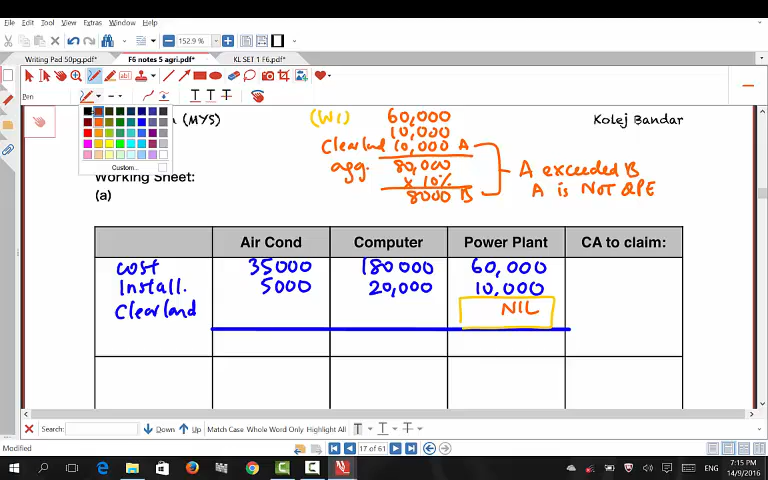 File Edit Tool View Extras Window Help
152.9 %
Writing Pad 50pg.pdf* F6 notes 5 agri.pdf* KL SET 1 F6.pdf*
Pen
Custom...
(MYS) Kolej Bandar
(W1) 60,000
10,000
Clearland 10,000 A
agg. 80,000
x 10%
8000 B
A exceeded B
A is NOT QPE
Working Sheet:
(a)
Air Cond Computer Power Plant CA to claim:
Cost 35000 180000 60,000
Install. 5000 20,000 10,000
Clearland NIL
Search: Down Up Match Case Whole Word Only Highlight All
Modified 17 of 61
ENG 7:15 PM
14/9/2016